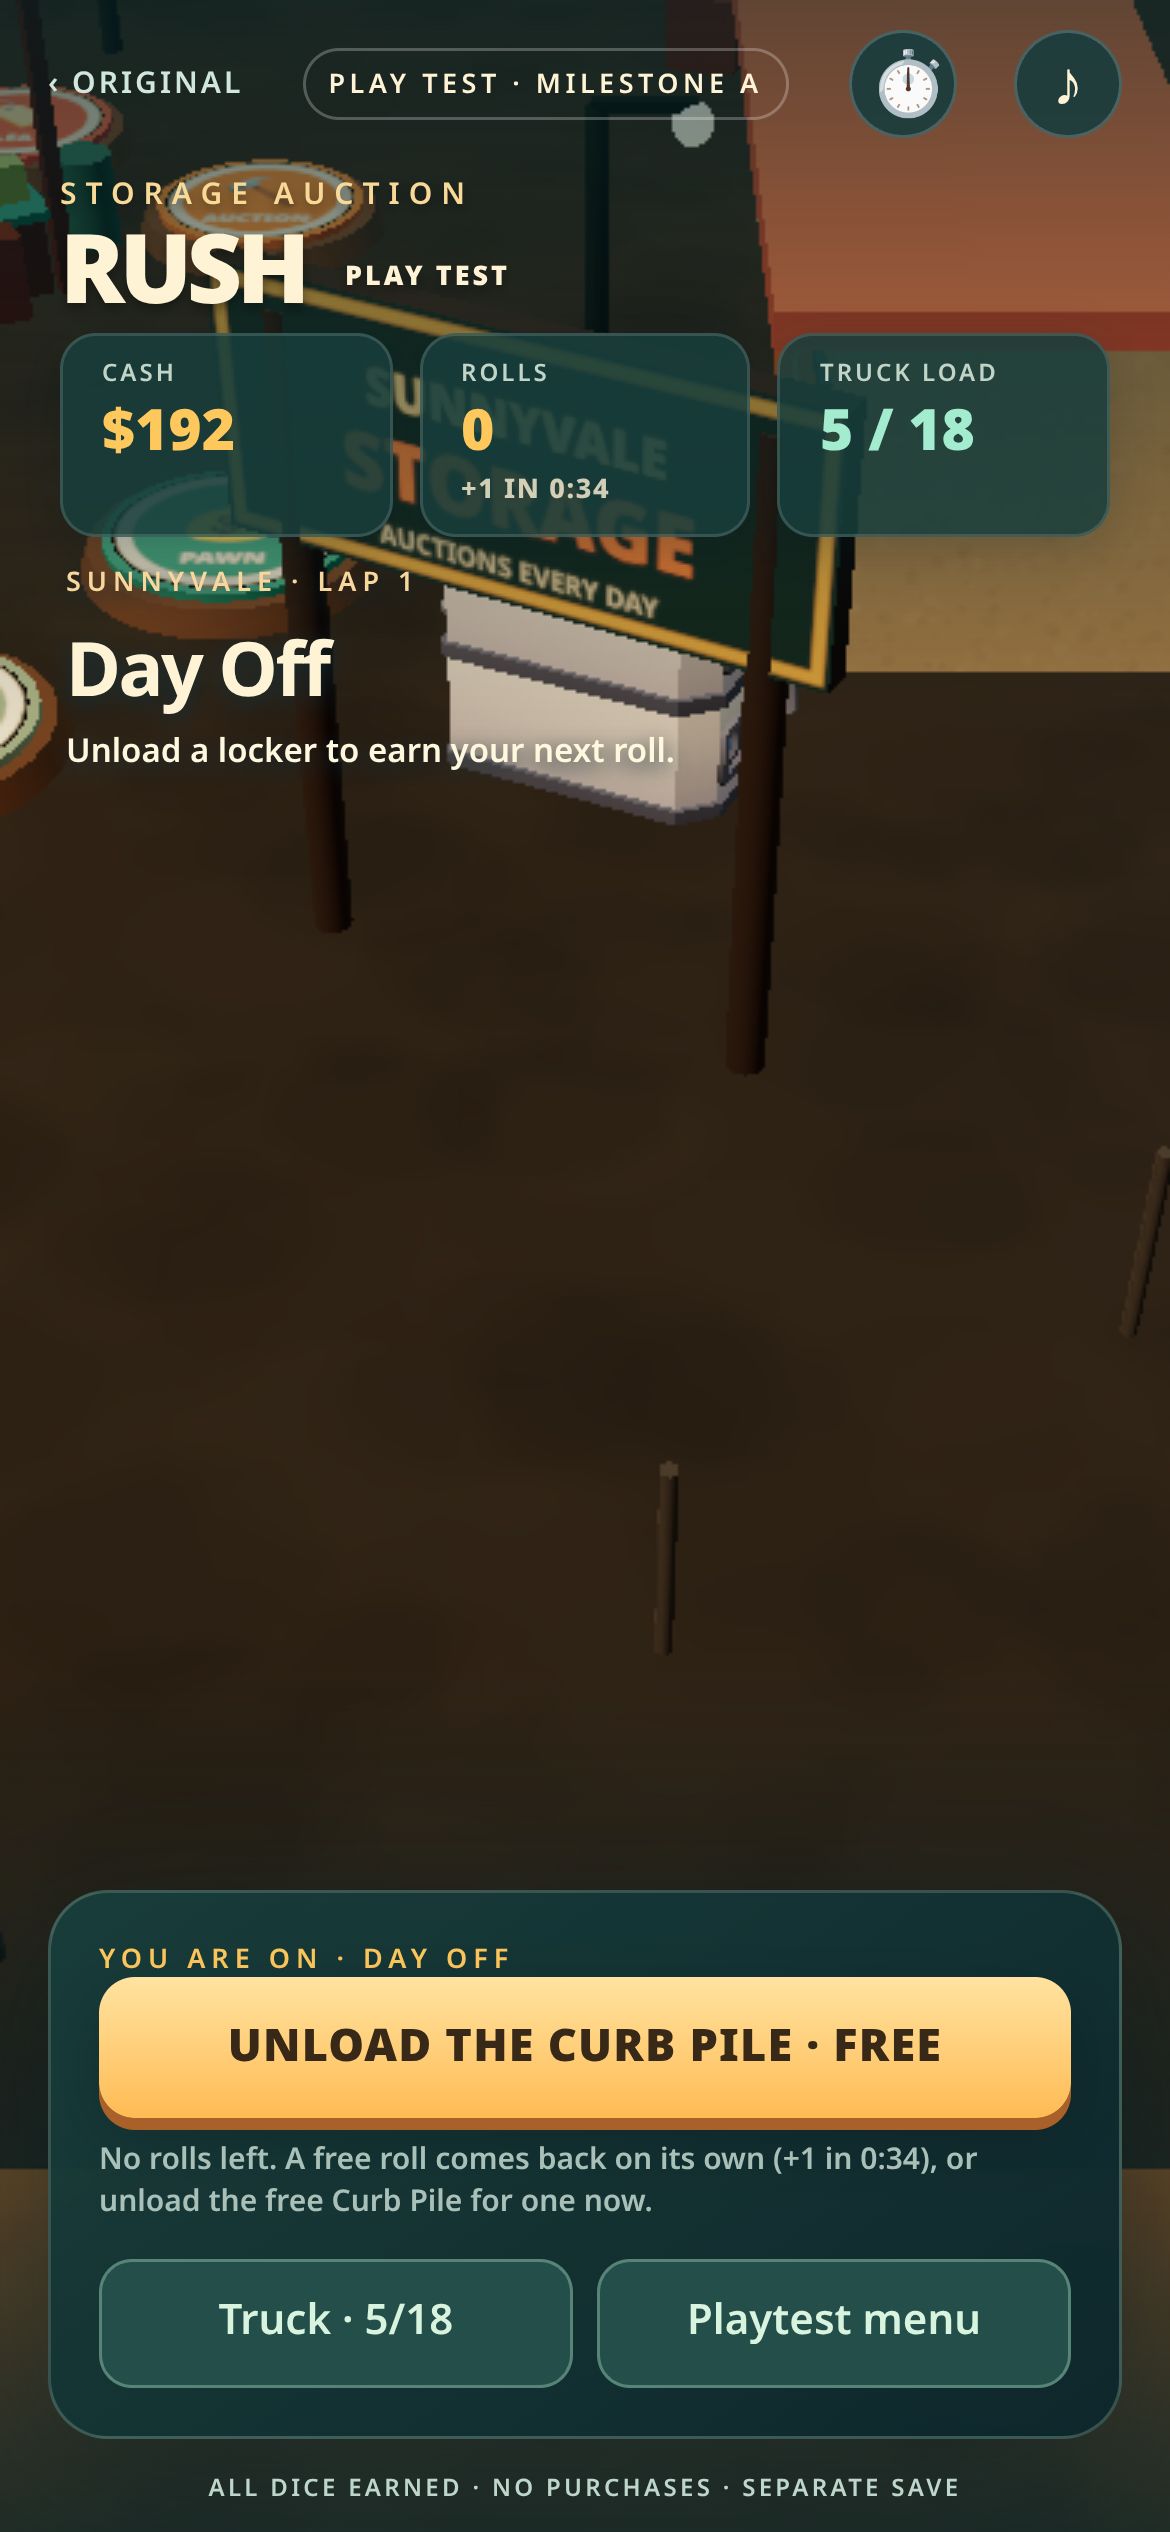 ‹ ORIGINAL
PLAY TEST · MILESTONE A
♪
STORAGE AUCTION
AUCTION
RUSH PLAY TEST
CASH
$192
ROLLS
0
+1 IN 0:34
TRUCK LOAD
5 / 18
SUNNYVALE
STORAGE
AUCTIONS EVERY DAY
PAWN
SUNNYVALE · LAP 1
Day Off
Unload a locker to earn your next roll.
YOU ARE ON · DAY OFF
UNLOAD THE CURB PILE · FREE
No rolls left. A free roll comes back on its own (+1 in 0:34), or
unload the free Curb Pile for one now.
Truck · 5/18
Playtest menu
ALL DICE EARNED · NO PURCHASES · SEPARATE SAVE